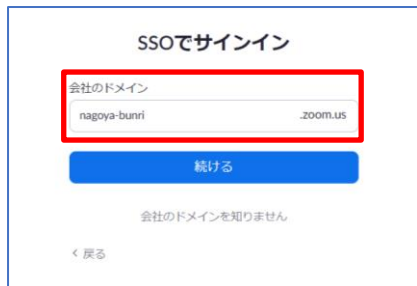 SSOでサインイン
会社のドメイン
nagoya-bunri .zoom.us
続ける
会社のドメインを知りません
< 戻る